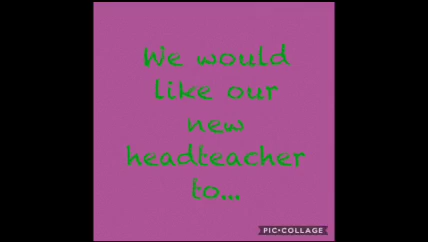 We would
like our
new
headteacher
to...
PIC•COLLAGE